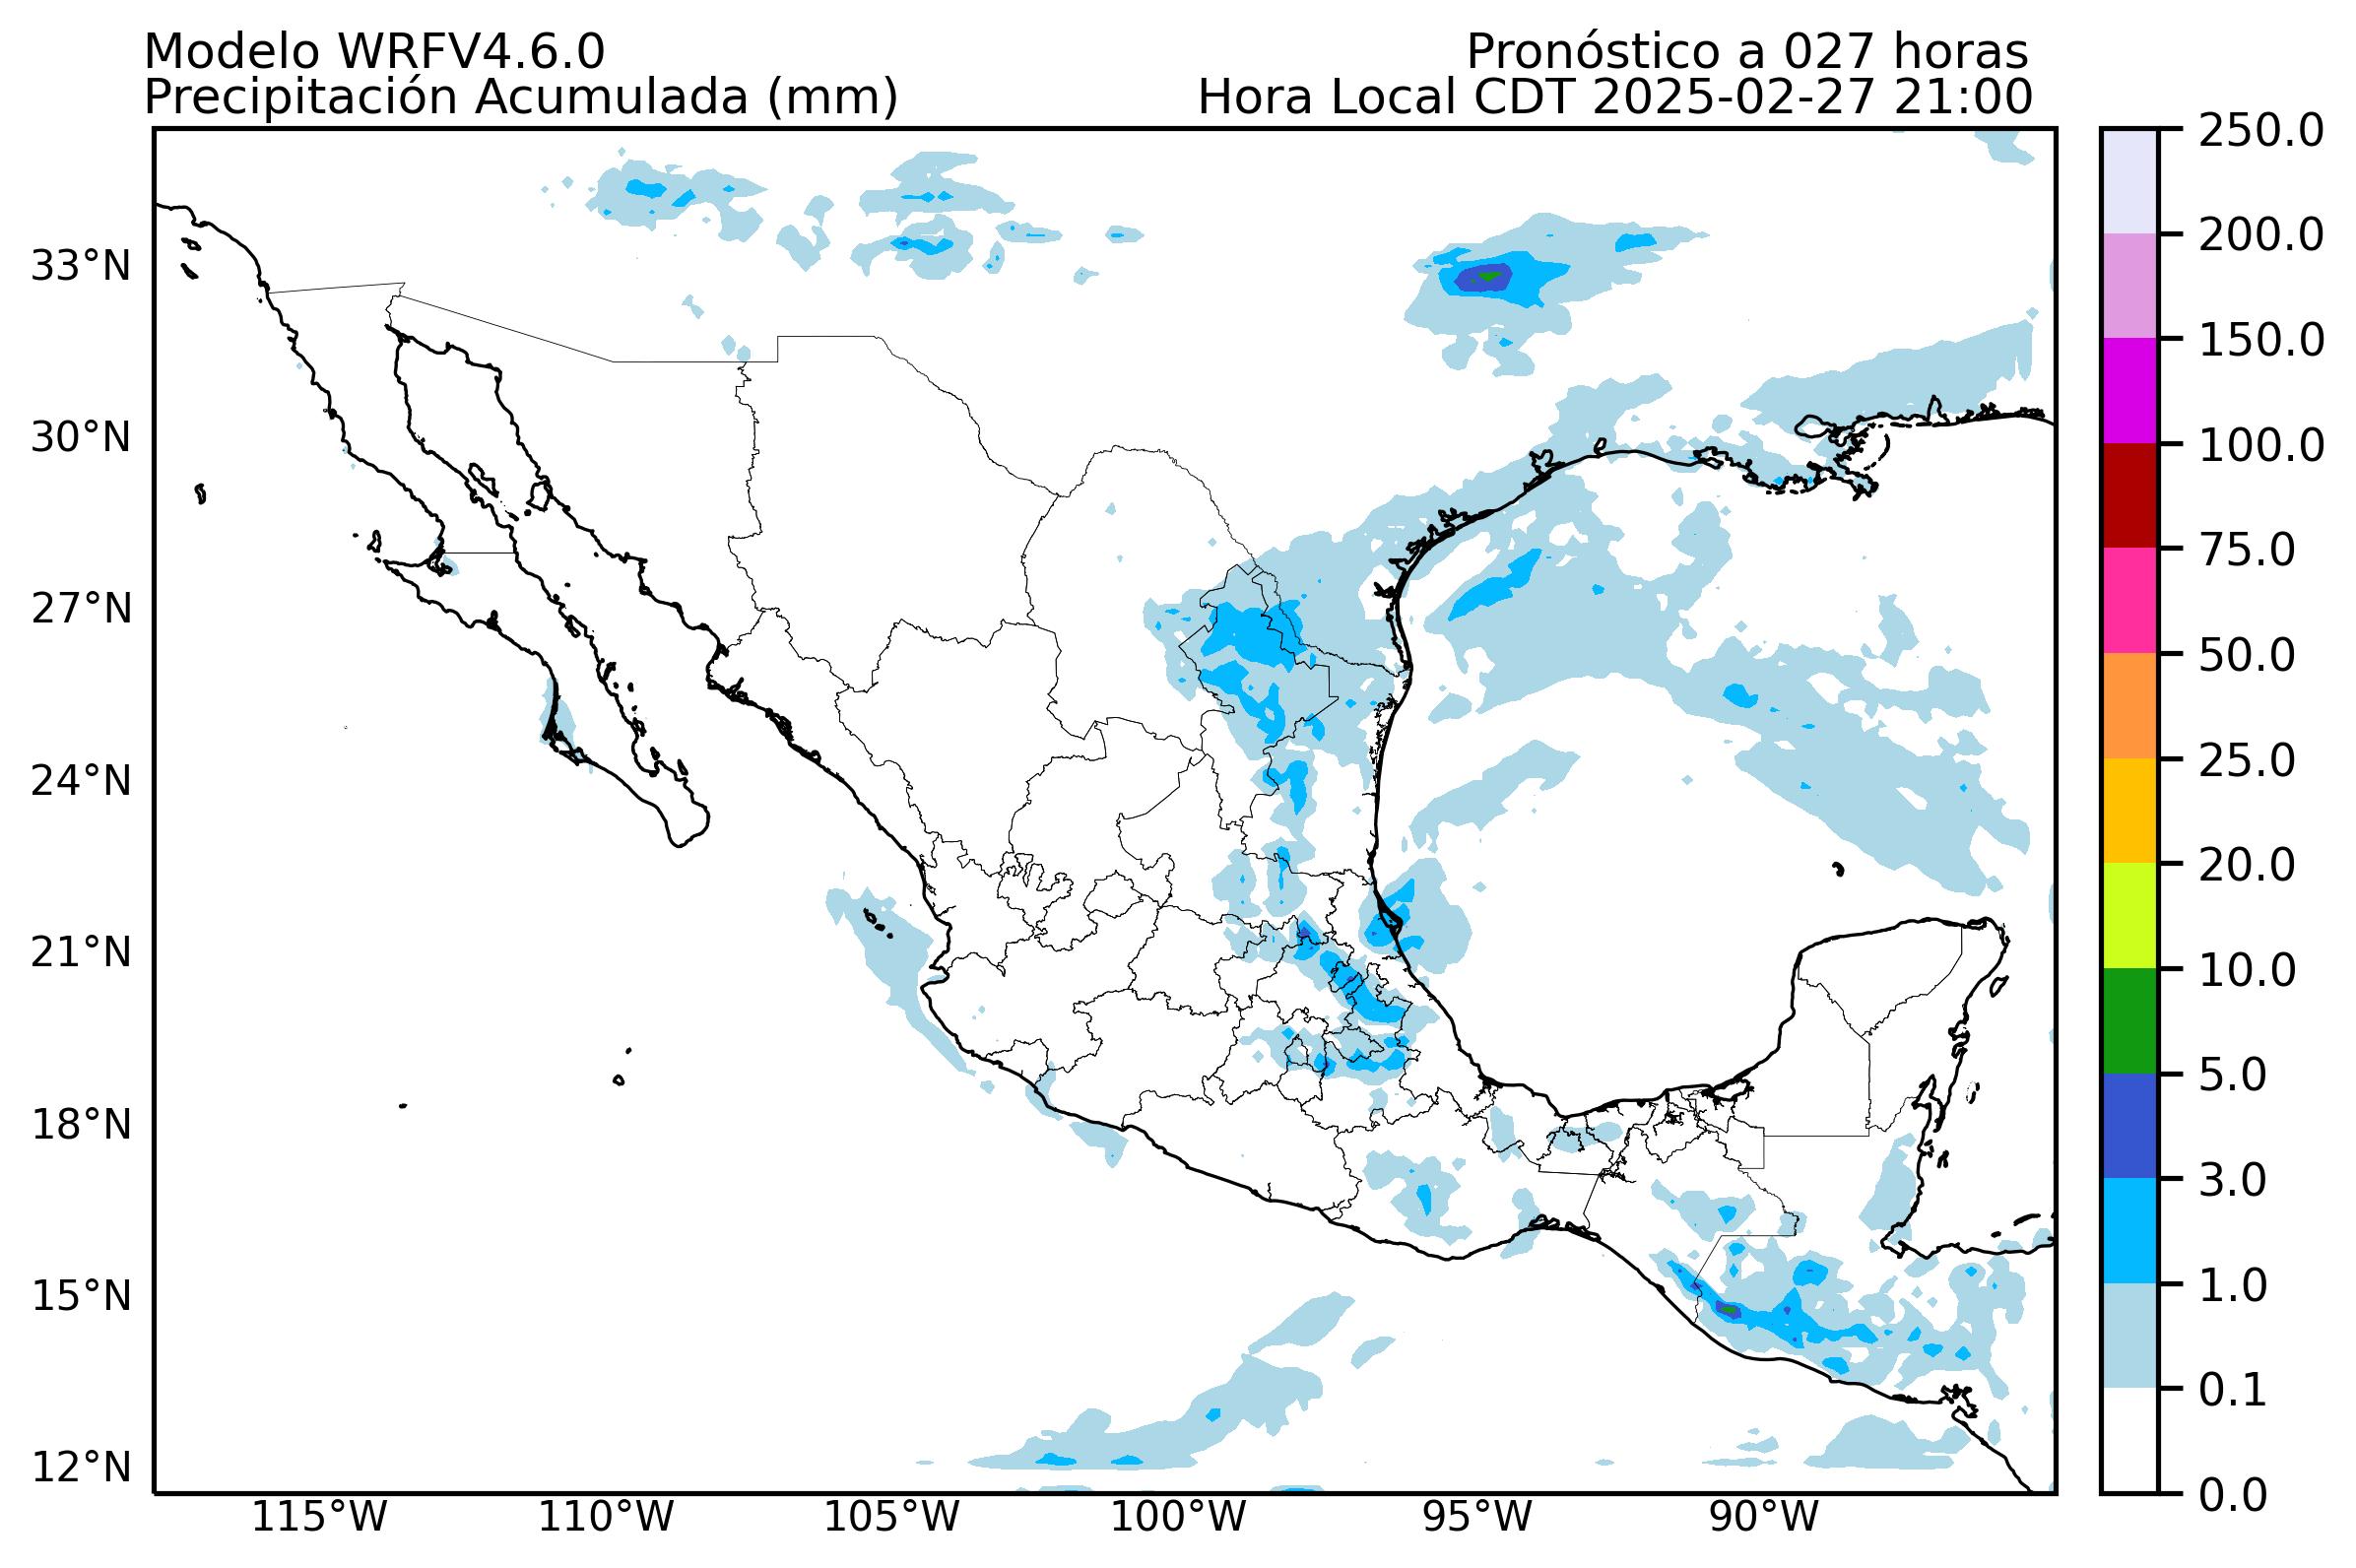 Modelo WRFV4.6.0
Pronóstico a 027 horas
Precipitación Acumulada (mm)
Hora Local CDT 2025-02-27 21:00
250.0
200.0
150.0
100.0
75.0
50.0
25.0
20.0
10.0
5.0
3.0
1.0
0.1
0.0
33°N
30°N
27°N
24°N
21°N
18°N
15°N
12°N
115°W
110°W
105°W
100°W
95°W
90°W